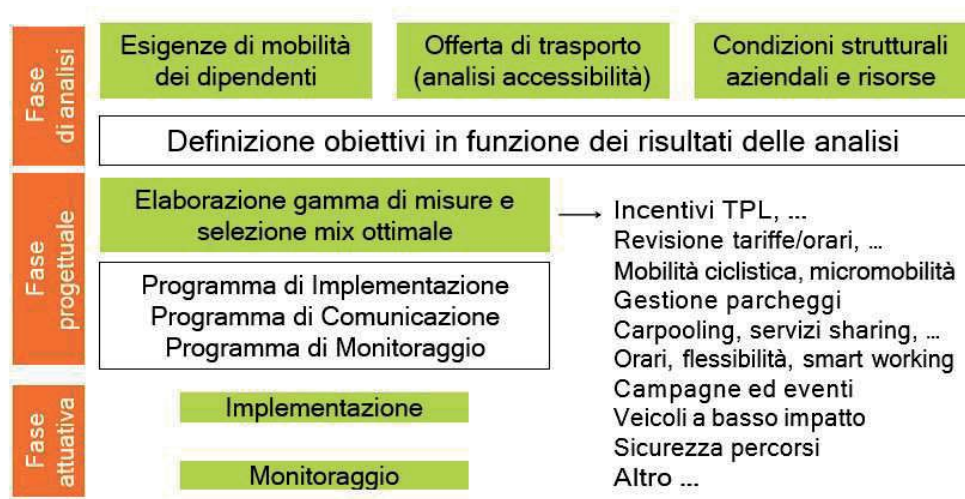 Fase
di analisi
Esigenze di mobilità
dei dipendenti
Offerta di trasporto
(analisi accessibilità)
Condizioni strutturali
aziendali e risorse
Definizione obiettivi in funzione dei risultati delle analisi
Fase
progettuale
Elaborazione gamma di misure e
selezione mix ottimale
Programma di Implementazione
Programma di Comunicazione
Programma di Monitoraggio
Incentivi TPL, ...
Revisione tariffe/orari, ...
Mobilità ciclistica, micromobilità
Gestione parcheggi
Carpooling, servizi sharing, ...
Orari, flessibilità, smart working
Campagne ed eventi
Veicoli a basso impatto
Sicurezza percorsi
Altro ...
Fase
attuativa
Implementazione
Monitoraggio